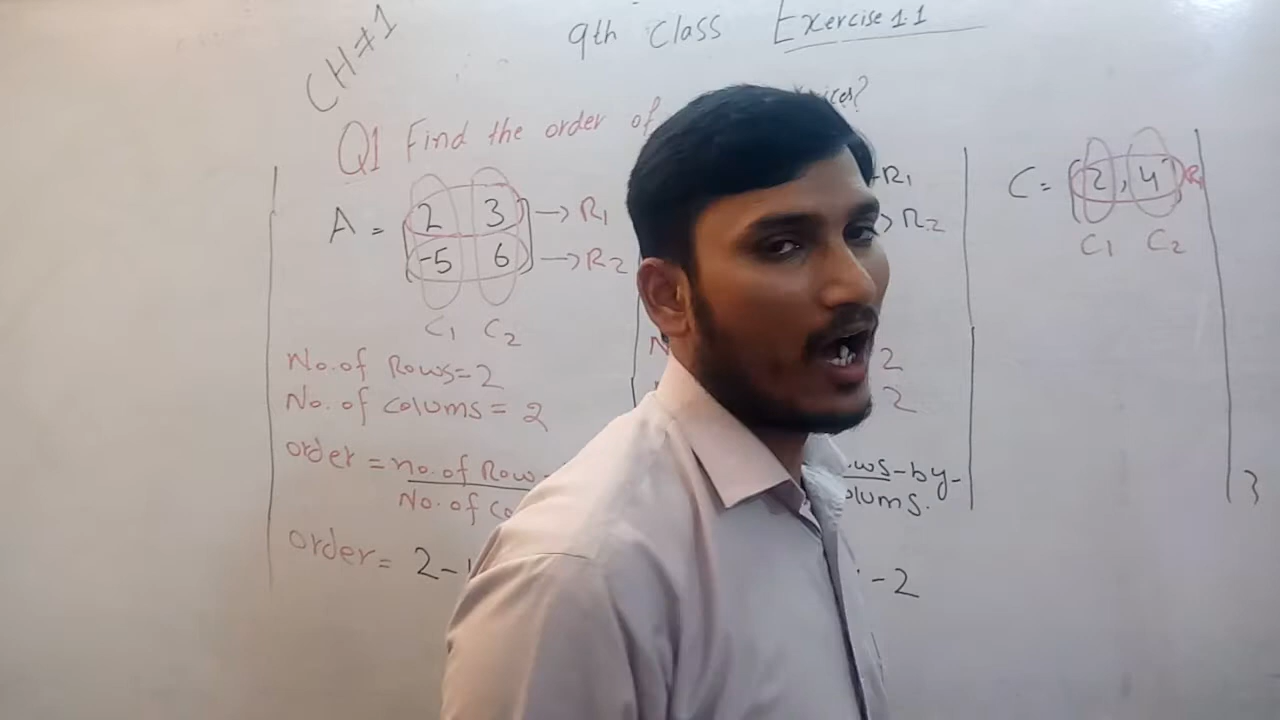 CH#1
9th class Exercise 1.1
Q1 Find the order of
A = [2 3 → R1
-5 6] → R2
C1 C2
No. of Rows = 2
No. of colums = 2
order = no. of Row
No. of co
order = 2 -
R1
→ R2
2
2
ws-by-
olums.
-2
C = [2, 4] R
C1 C2